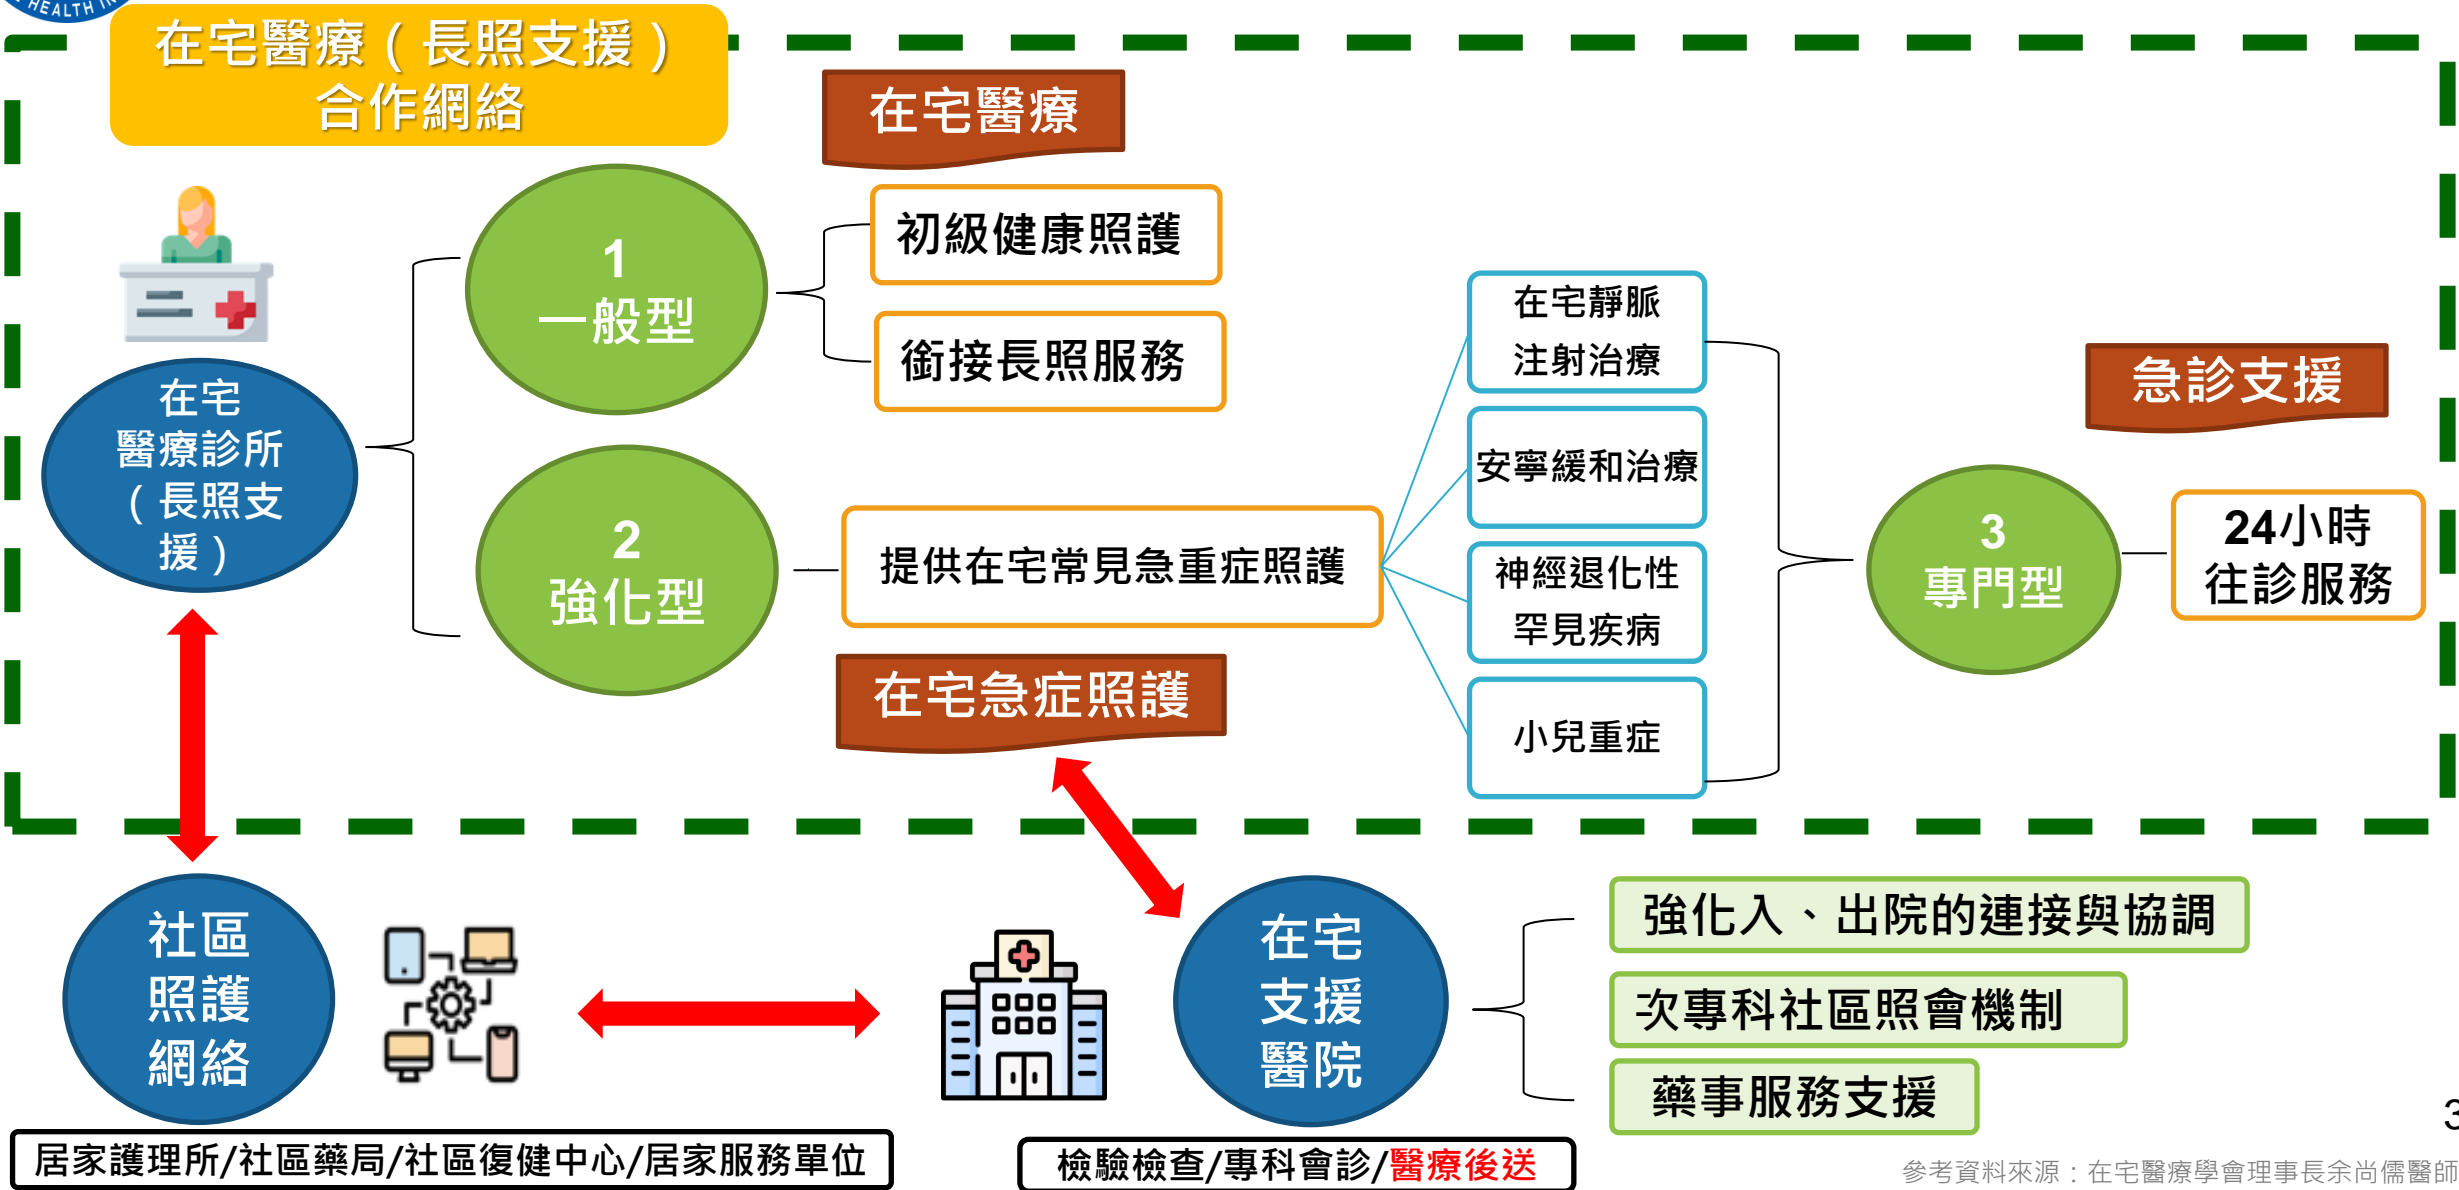 HEALTH IN
在宅醫療（長照支援）
合作網絡
在宅醫療
1
一般型
初級健康照護
銜接長照服務
在宅
醫療診所
（長照支
援）
2
強化型
提供在宅常見急重症照護
在宅急症照護
在宅靜脈
注射治療
安寧緩和治療
神經退化性
罕見疾病
小兒重症
急診支援
3
專門型
24小時
往診服務
社區
照護
網絡
居家護理所/社區藥局/社區復健中心/居家服務單位
在宅
支援
醫院
檢驗檢查/專科會診/醫療後送
強化入、出院的連接與協調
次專科社區照會機制
藥事服務支援
參考資料來源：在宅醫療學會理事長余尚儒醫師